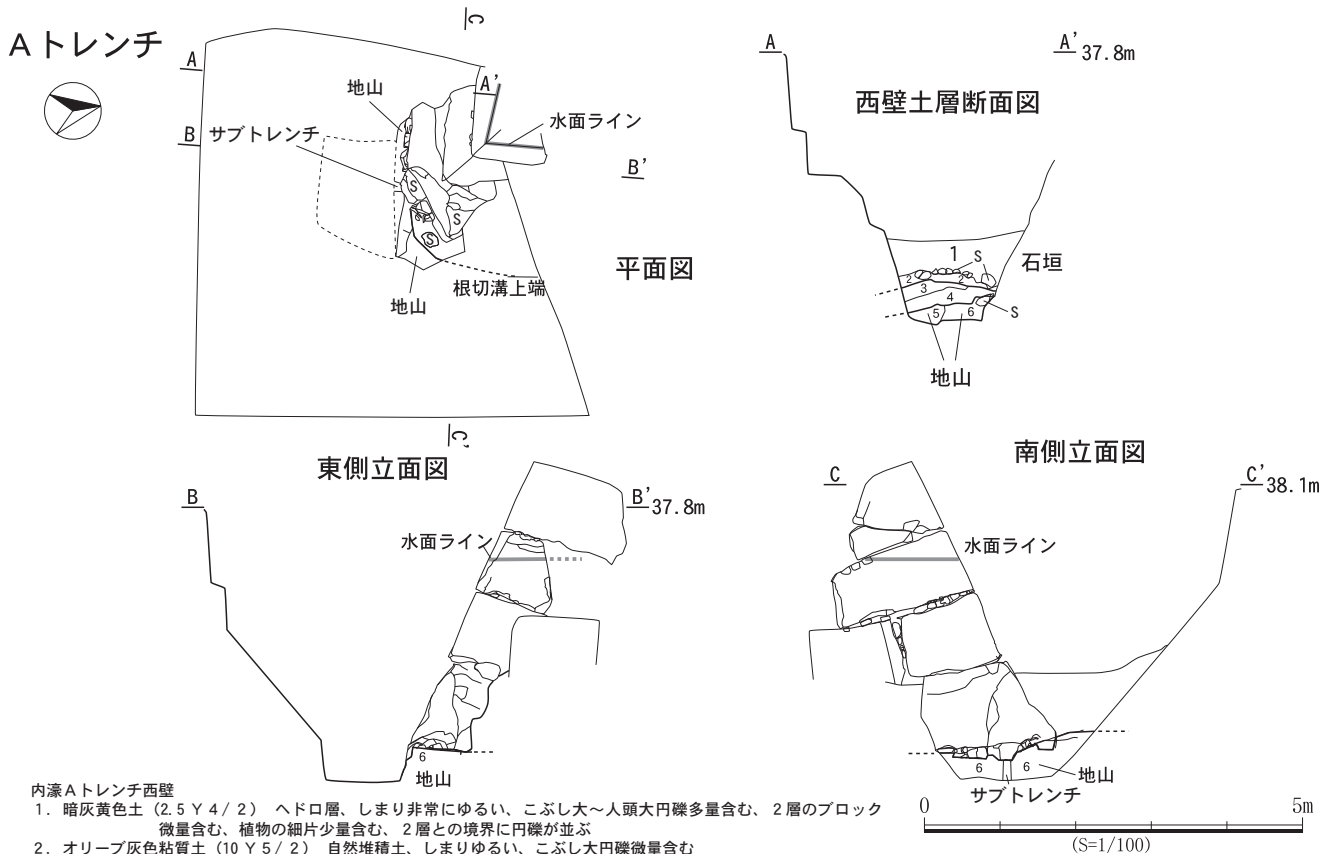 Aトレンチ
C
A
地山
A'
水面ライン
B
サブトレンチ
B'
S
S
S
平面図
根切溝上端
地山
C'
A
A'
37.8m
西壁土層断面図
1
S
石垣
2
2
3
4
S
5
6
地山
東側立面図
B
B'
37.8m
水面ライン
6
地山
南側立面図
C
C'
38.1m
水面ライン
6
6
地山
サブトレンチ
内濠Aトレンチ西壁
1. 暗灰黄色土（2.5Y4/2） ヘドロ層、しまり非常にゆるい、こぶし大～人頭大円礫多量含む、2層のブロック
微量含む、植物の細片少量含む、2層との境界に円礫が並ぶ
2. オリーブ灰色粘質土（10Y5/2） 自然堆積土、しまりゆるい、こぶし大円礫微量含む
0
5m
(S=1/100)